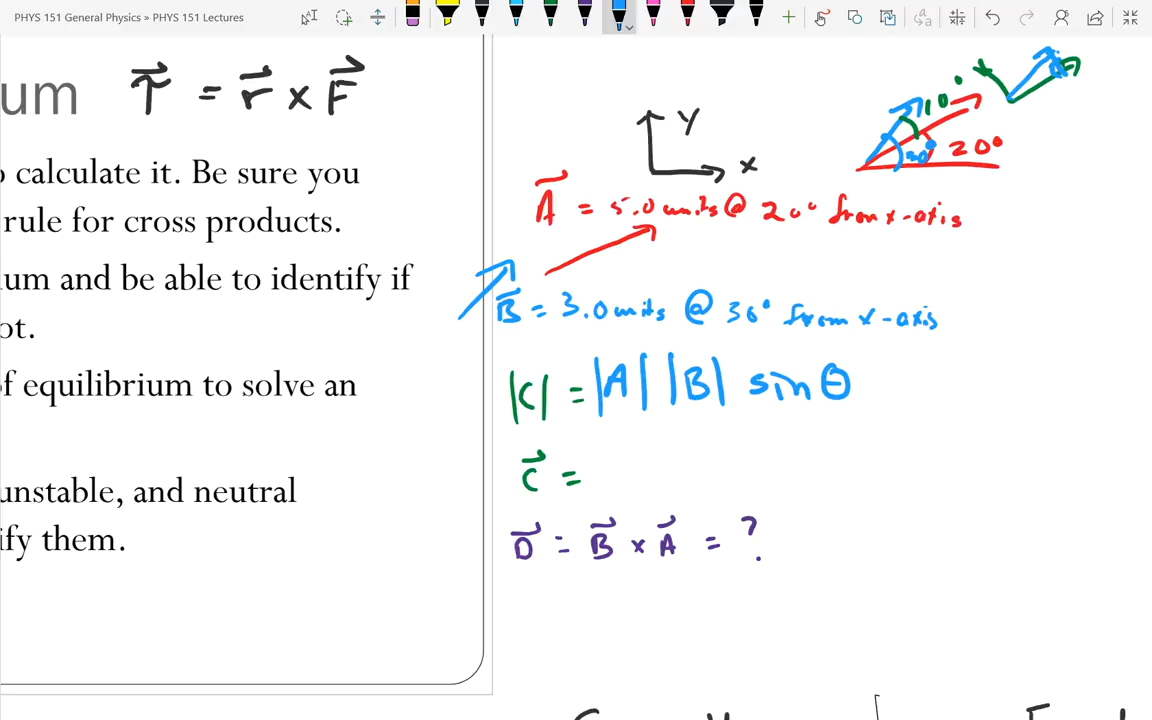 PHYS 151 General Physics » PHYS 151 Lectures
um τ = r x F
o calculate it. Be sure you
rule for cross products.
um and be able to identify if
ot.
f equilibrium to solve an
unstable, and neutral
ify them.
Y
x
10°
20°
30°
A = 5.0 units @ 20° from x-axis
B = 3.0 units @ 30° from x-axis
|C| = |A| |B| sin θ
C =
D = B x A = ?